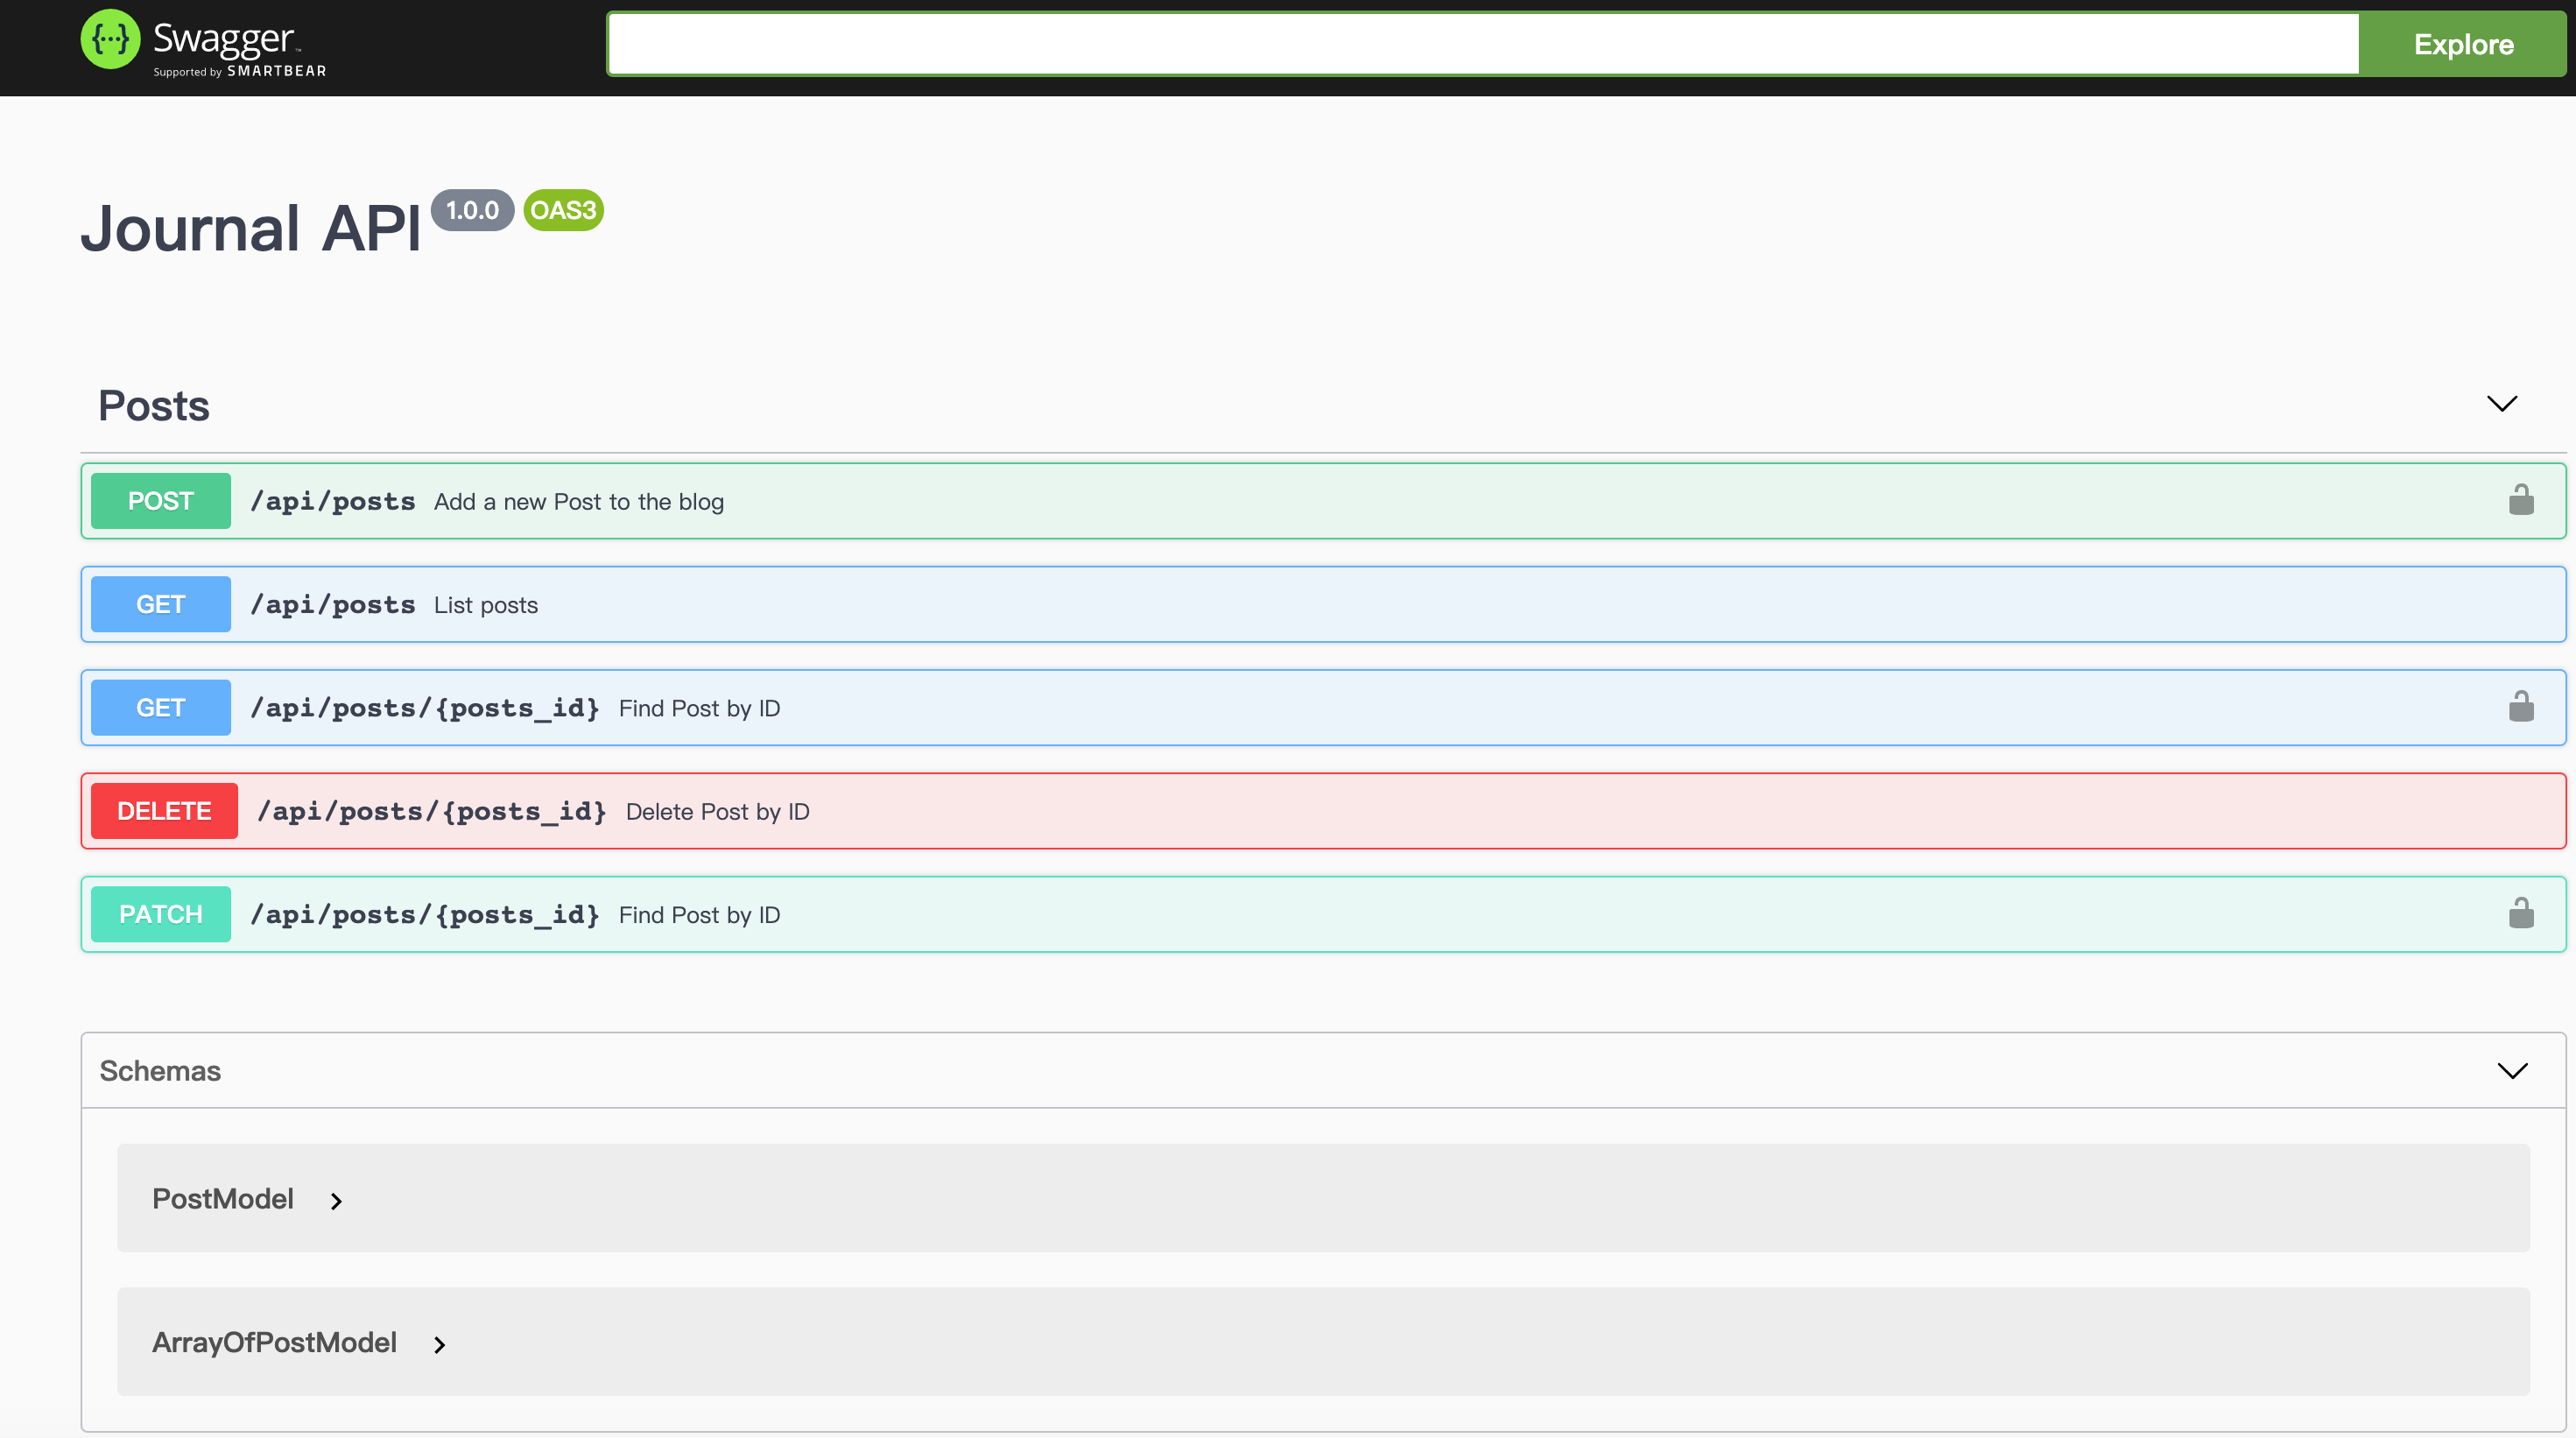 Swagger™
Supported by SMARTBEAR
Explore
Journal API 1.0.0 OAS3
Posts
POST /api/posts Add a new Post to the blog
GET /api/posts List posts
GET /api/posts/{posts_id} Find Post by ID
DELETE /api/posts/{posts_id} Delete Post by ID
PATCH /api/posts/{posts_id} Find Post by ID
Schemas
PostModel
ArrayOfPostModel